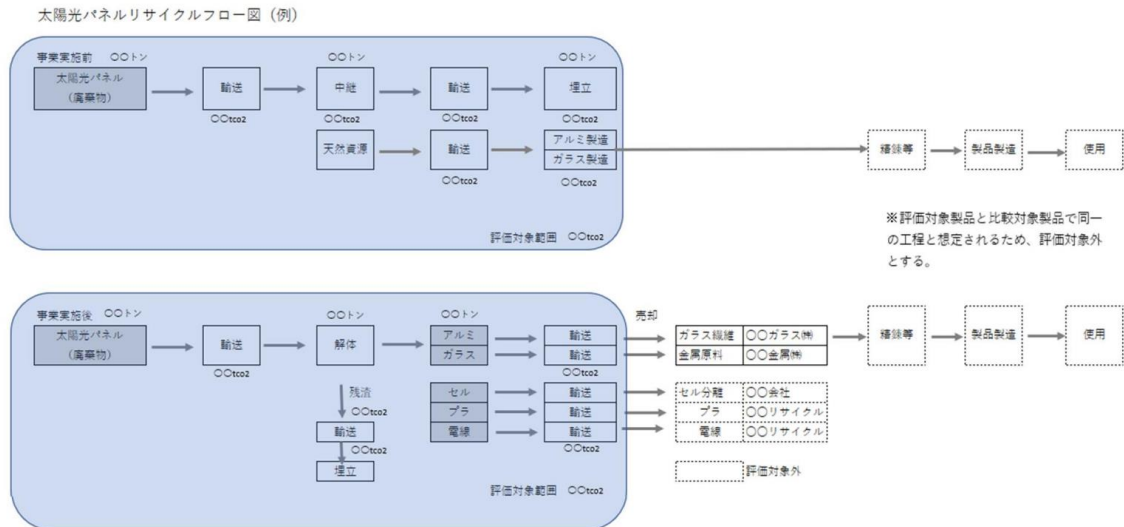 太陽光パネルリサイクルフロー図（例）
事業実施前　〇〇トン
〇〇トン
〇〇トン
太陽光パネル
（廃棄物）
輸送
中継
輸送
埋立
〇〇tco2
〇〇tco2
〇〇tco2
〇〇tco2
天然資源
輸送
アルミ製造
ガラス製造
精錬等
製品製造
使用
〇〇tco2
〇〇tco2
評価対象範囲　〇〇tco2
※評価対象製品と比較対象製品で同一
の工程と想定されるため、評価対象外
とする。
事業実施後　〇〇トン
〇〇トン
〇〇トン
売却
太陽光パネル
（廃棄物）
輸送
解体
アルミ
輸送
ガラス繊維
〇〇ガラス㈱
精錬等
製品製造
使用
ガラス
輸送
金属原料
〇〇金属㈱
〇〇tco2
〇〇tco2
残渣
セル
輸送
セル分離
〇〇会社
〇〇tco2
プラ
輸送
プラ
〇〇リサイクル
輸送
電線
輸送
電線
〇〇リサイクル
〇〇tco2
〇〇tco2
埋立
評価対象外
評価対象範囲　〇〇tco2